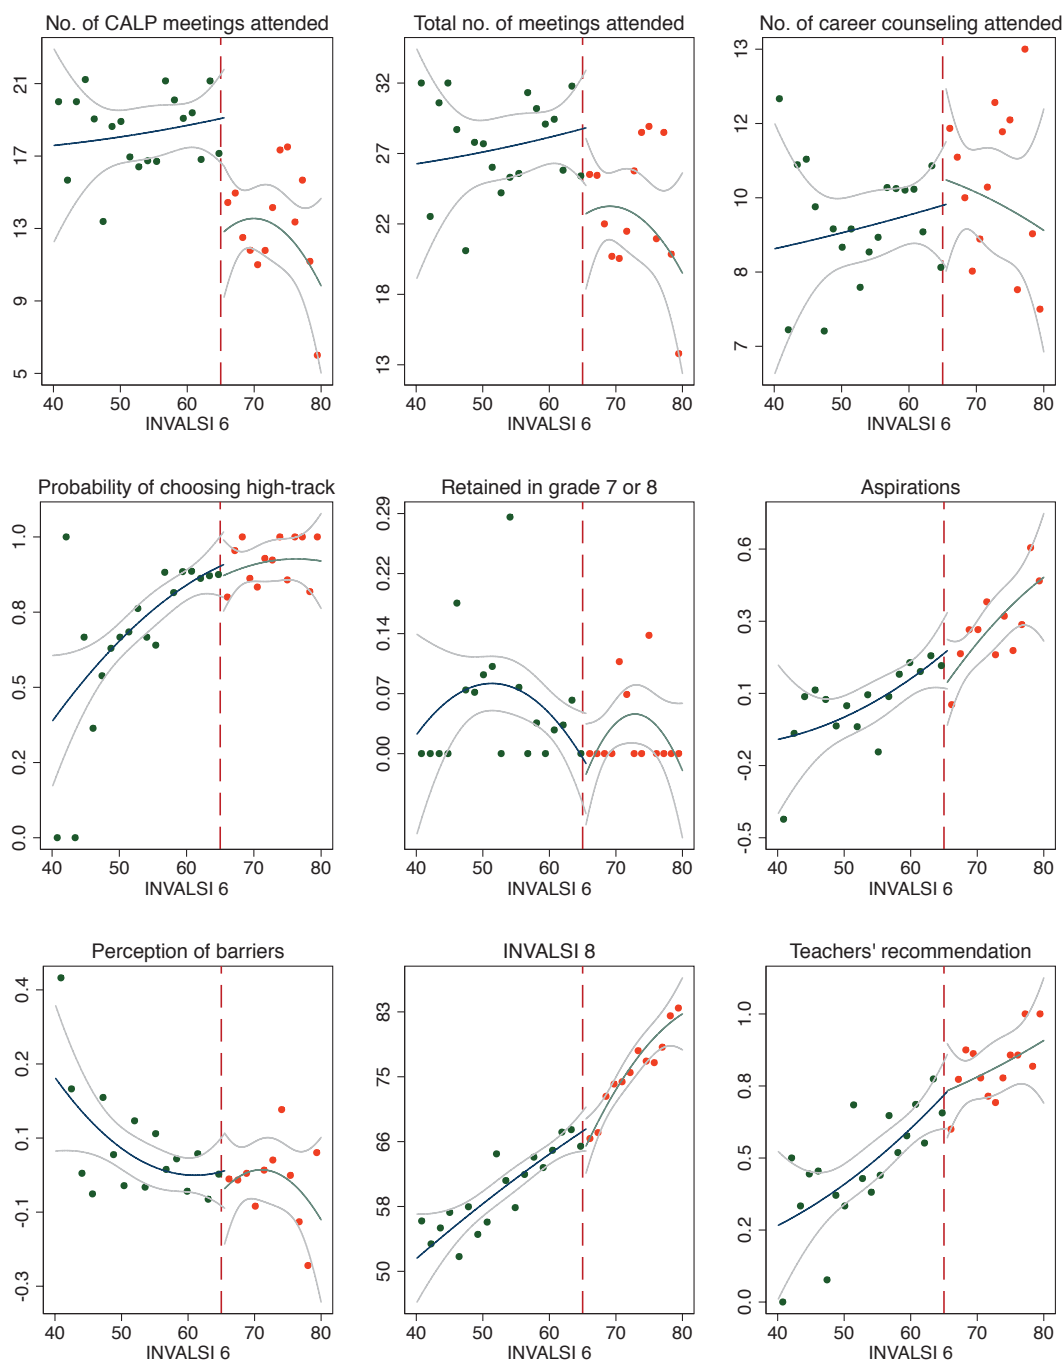 No. of CALP meetings attended
Total no. of meetings attended
No. of career counseling attended
21
17
13
9
5
40 50 60 70 80
INVALSI 6
32
27
22
18
13
40 50 60 70 80
INVALSI 6
13
12
10
8
7
40 50 60 70 80
INVALSI 6
Probability of choosing high-track
Retained in grade 7 or 8
Aspirations
1.0
0.8
0.5
0.2
0.0
40 50 60 70 80
INVALSI 6
0.29
0.22
0.14
0.07
0.00
40 50 60 70 80
INVALSI 6
0.6
0.3
0.1
-0.2
-0.5
40 50 60 70 80
INVALSI 6
Perception of barriers
INVALSI 8
Teachers' recommendation
0.4
0.2
0.1
-0.1
-0.3
40 50 60 70 80
INVALSI 6
83
75
66
58
50
40 50 60 70 80
INVALSI 6
1.0
0.8
0.5
0.2
0.0
40 50 60 70 80
INVALSI 6